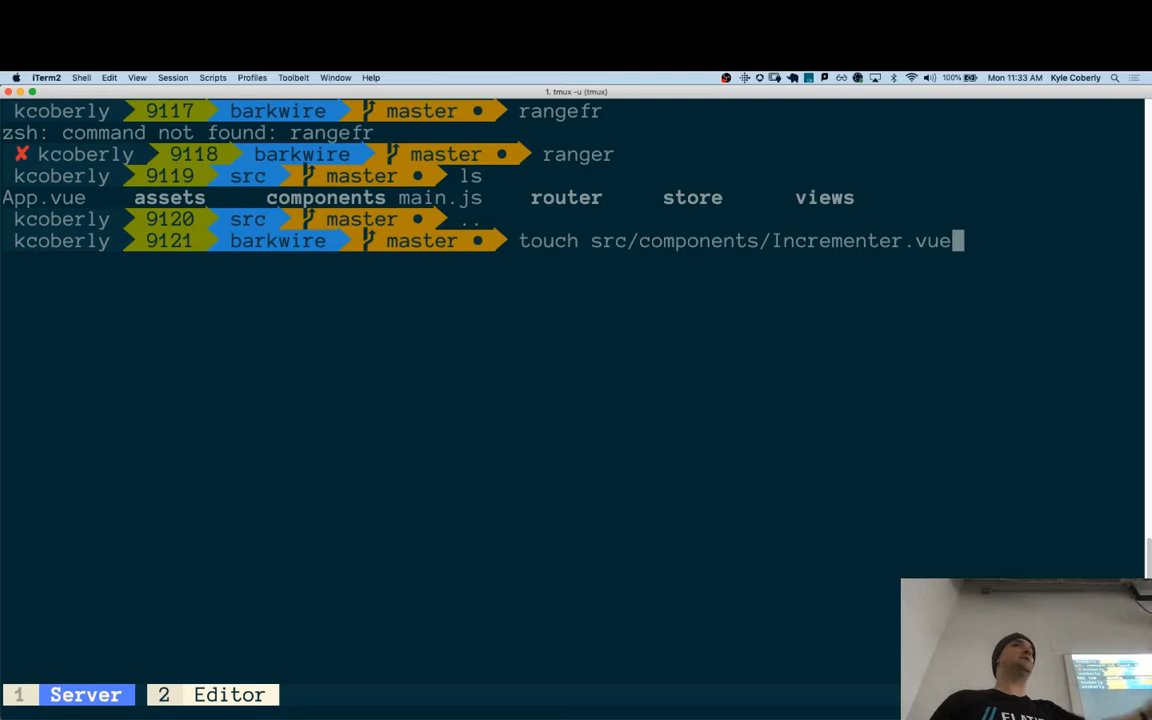 iTerm2 Shell Edit View Session Scripts Profiles Toolbelt Window Help 100% Mon 11:33 AM Kyle Coberly
1. tmux -u (tmux)
kcoberly 9117 barkwire master ● rangefr
zsh: command not found: rangefr
✘ kcoberly 9118 barkwire master ● ranger
kcoberly 9119 src master ● ls
App.vue assets components main.js router store views
kcoberly 9120 src master ● ..
kcoberly 9121 barkwire master ● touch src/components/Incrementer.vue
1 Server 2 Editor